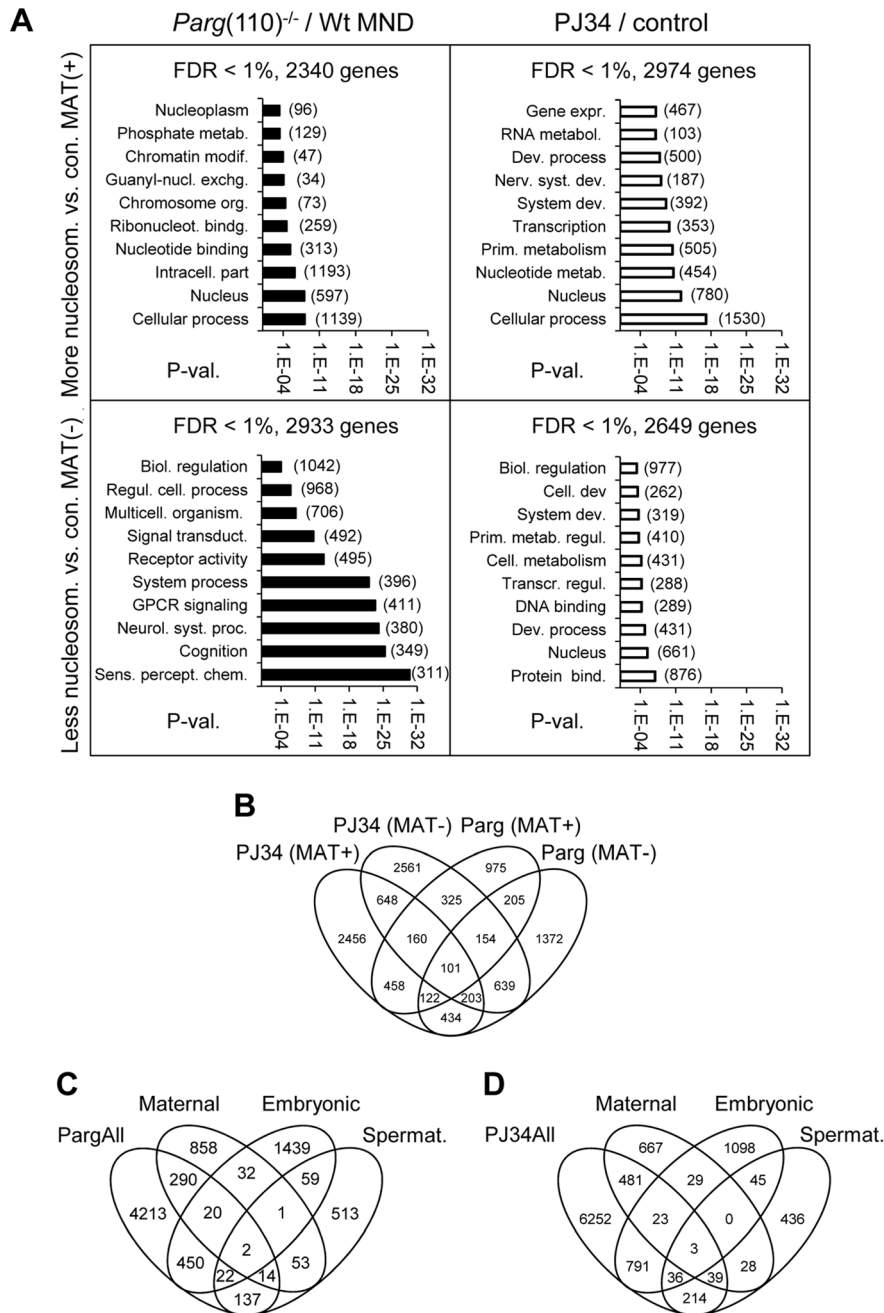 A
Parg(110)-/- / Wt MND
PJ34 / control
More nucleosom. vs. con. MAT(+)
FDR < 1%, 2340 genes
Nucleoplasm (96)
Phosphate metab. (129)
Chromatin modif. (47)
Guanyl-nucl. exchg. (34)
Chromosome org. (73)
Ribonucleot. bindg. (259)
Nucleotide binding (313)
Intracell. part (1193)
Nucleus (597)
Cellular process (1139)
P-val.
1.E-04
1.E-11
1.E-18
1.E-25
1.E-32
FDR < 1%, 2974 genes
Gene expr. (467)
RNA metabol. (103)
Dev. process (500)
Nerv. syst. dev. (187)
System dev. (392)
Transcription (353)
Prim. metabolism (505)
Nucleotide metab. (454)
Nucleus (780)
Cellular process (1530)
P-val.
1.E-04
1.E-11
1.E-18
1.E-25
1.E-32
Less nucleosom. vs. con. MAT(-)
FDR < 1%, 2933 genes
Biol. regulation (1042)
Regul. cell. process (968)
Multicell. organism. (706)
Signal transduct. (492)
Receptor activity (495)
System process (396)
GPCR signaling (411)
Neurol. syst. proc. (380)
Cognition (349)
Sens. percept. chem. (311)
P-val.
1.E-04
1.E-11
1.E-18
1.E-25
1.E-32
FDR < 1%, 2649 genes
Biol. regulation (977)
Cell. dev (262)
System dev. (319)
Prim. metab. regul. (410)
Cell. metabolism (431)
Transcr. regul. (288)
DNA binding (289)
Dev. process (431)
Nucleus (661)
Protein bind. (876)
P-val.
1.E-04
1.E-11
1.E-18
1.E-25
1.E-32
B
PJ34 (MAT-) Parg (MAT+)
PJ34 (MAT+) Parg (MAT-)
2561 975
648 325 205
2456 160 154 1372
101
458 122 203 639
434
C
Maternal Embryonic
PargAll Spermat.
858 1439
290 32 59
4213 20 1 513
2
450 22 14 53
137
D
Maternal Embryonic
PJ34All Spermat.
667 1098
481 29 45
6252 23 0 436
3
791 36 39 28
214